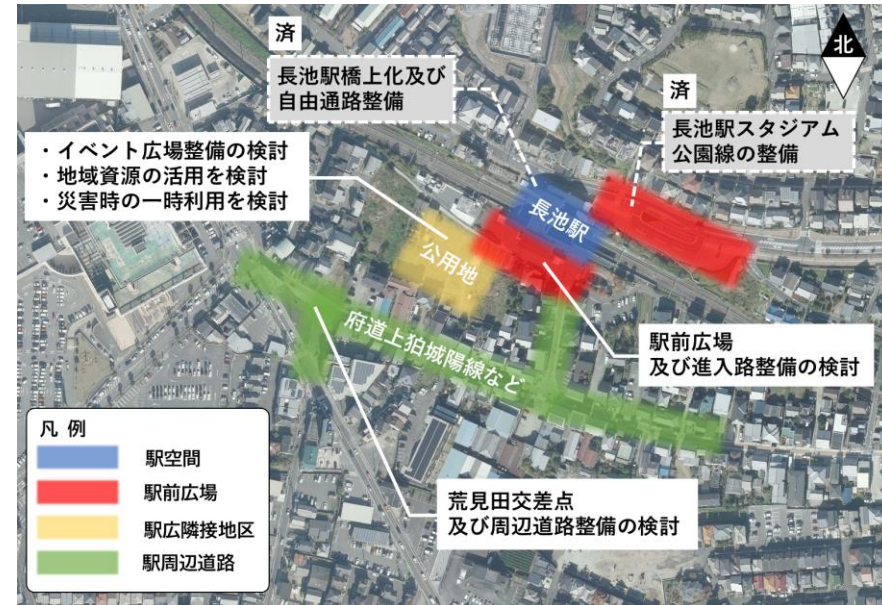 済
長池駅橋上化及び
自由通路整備
北
済
長池駅スタジアム
公園線の整備
・イベント広場整備の検討
・地域資源の活用を検討
・災害時の一時利用を検討
長池駅
公用地
府道上狛城陽線など
駅前広場
及び進入路整備の検討
荒見田交差点
及び周辺道路整備の検討
凡 例
駅空間
駅前広場
駅広隣接地区
駅周辺道路